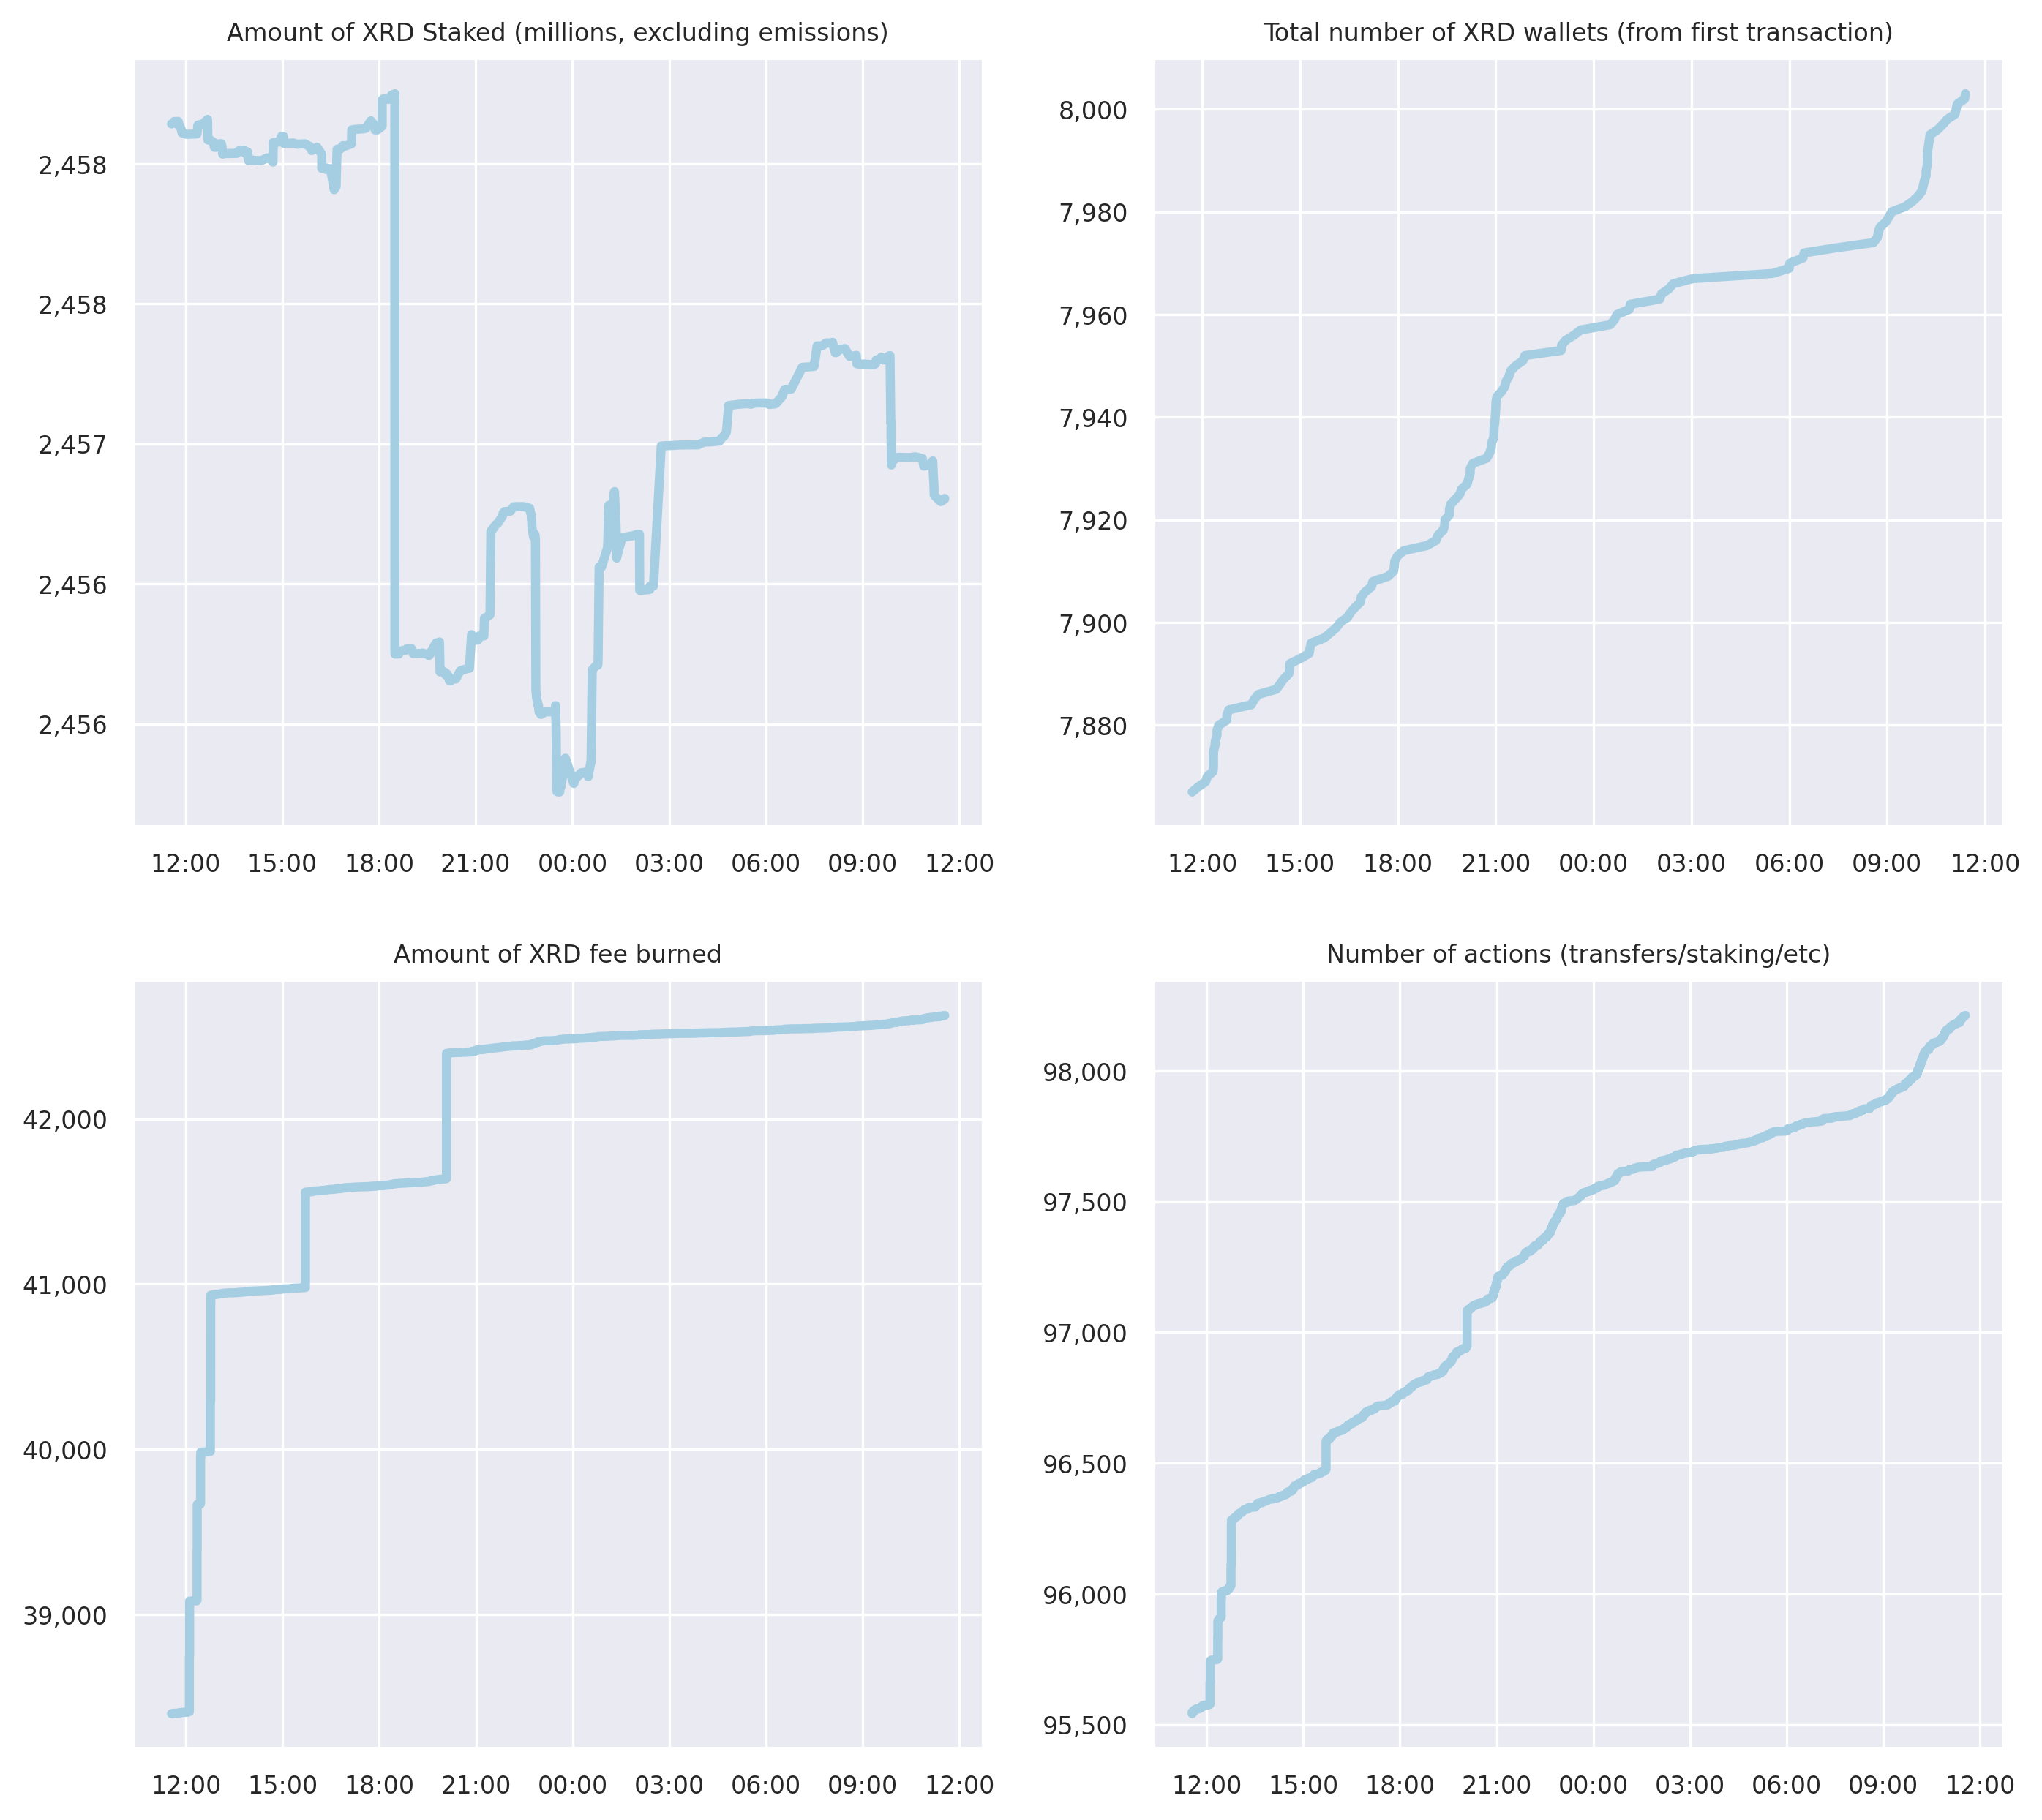 Amount of XRD Staked (millions, excluding emissions)
2,458
2,458
2,457
2,456
2,456
12:00 15:00 18:00 21:00 00:00 03:00 06:00 09:00 12:00
Total number of XRD wallets (from first transaction)
8,000
7,980
7,960
7,940
7,920
7,900
7,880
12:00 15:00 18:00 21:00 00:00 03:00 06:00 09:00 12:00
Amount of XRD fee burned
42,000
41,000
40,000
39,000
12:00 15:00 18:00 21:00 00:00 03:00 06:00 09:00 12:00
Number of actions (transfers/staking/etc)
98,000
97,500
97,000
96,500
96,000
95,500
12:00 15:00 18:00 21:00 00:00 03:00 06:00 09:00 12:00